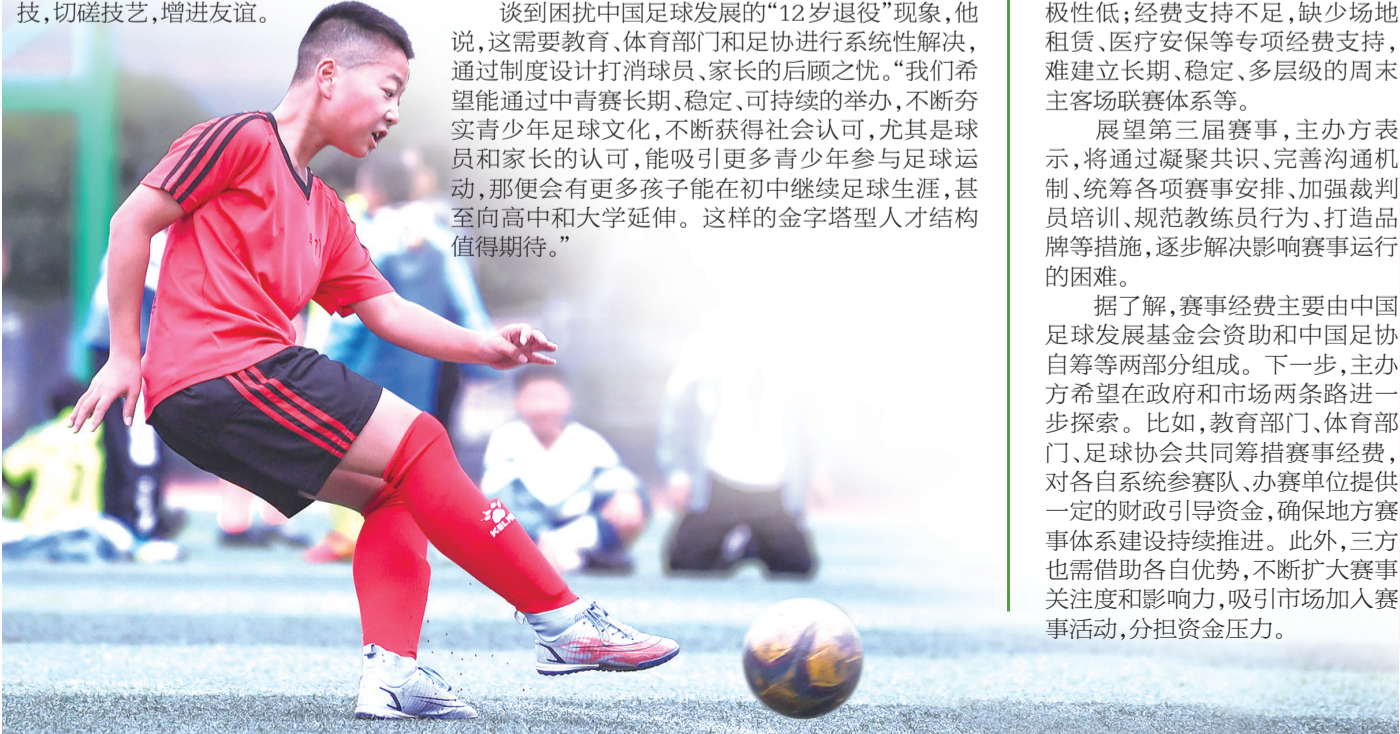 技,切磋技艺,增进友谊。
谈到困扰中国足球发展的“12岁退役”现象,他
说,这需要教育、体育部门和足协进行系统性解决,
通过制度设计打消球员、家长的后顾之忧。“我们希
望能通过中青赛长期、稳定、可持续的举办,不断夯
实青少年足球文化,不断获得社会认可,尤其是球
员和家长的认可,能吸引更多青少年参与足球运
动,那便会有更多孩子能在初中继续足球生涯,甚
至向高中和大学延伸。这样的金字塔型人才结构
值得期待。”
极性低;经费支持不足,缺少场地
租赁、医疗安保等专项经费支持,
难建立长期、稳定、多层级的周末
主客场联赛体系等。
展望第三届赛事,主办方表
示,将通过凝聚共识、完善沟通机
制、统筹各项赛事安排、加强裁判
员培训、规范教练员行为、打造品
牌等措施,逐步解决影响赛事运行
的困难。
据了解,赛事经费主要由中国
足球发展基金会资助和中国足协
自筹等两部分组成。下一步,主办
方希望在政府和市场两条路进一
步探索。比如,教育部门、体育部
门、足球协会共同筹措赛事经费,
对各自系统参赛队、办赛单位提供
一定的财政引导资金,确保地方赛
事体系建设持续推进。此外,三方
也需借助各自优势,不断扩大赛事
关注度和影响力,吸引市场加入赛
事活动,分担资金压力。
KELME